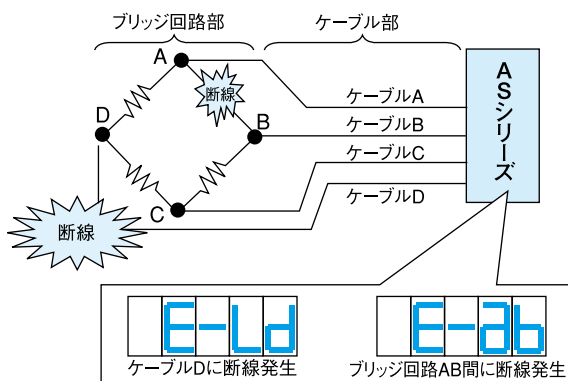 ブリッジ回路部
ケーブル部
A
断線
D
B
C
ケーブルA
ケーブルB
ケーブルC
ケーブルD
ASシリーズ
断線
E-Ld
ケーブルDに断線発生
E-ab
ブリッジ回路AB間に断線発生